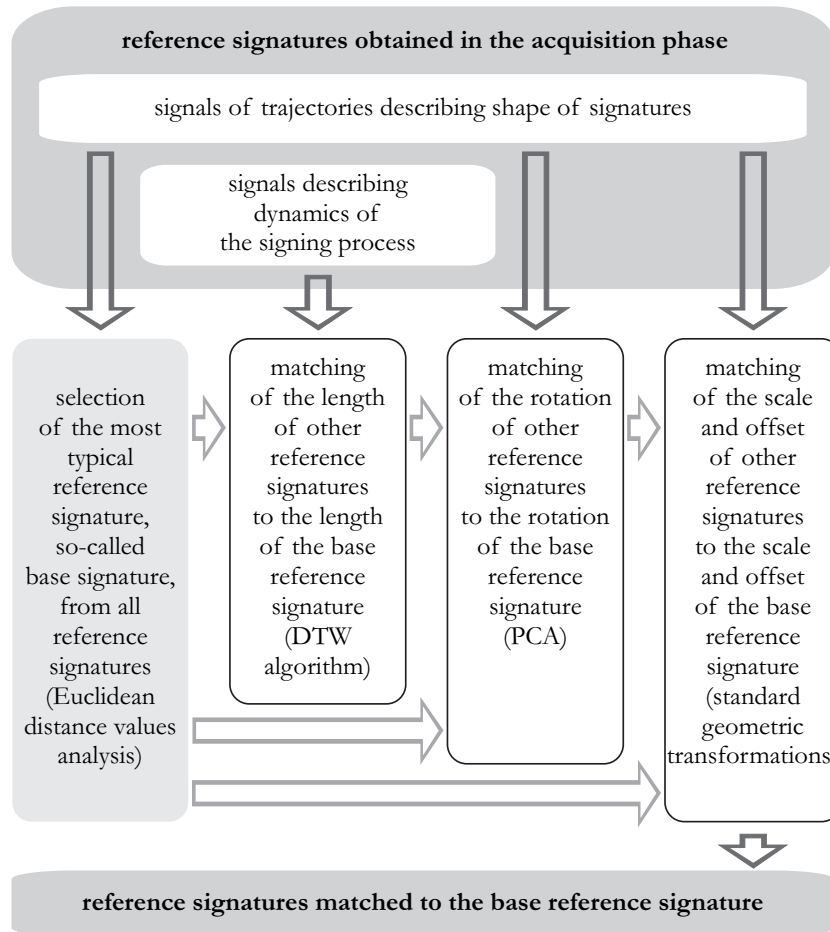 reference signatures obtained in the acquisition phase
signals of trajectories describing shape of signatures
signals describing
dynamics of
the signing process
selection
of the most
typical
reference
signature,
so-called
base signature,
from all
reference
signatures
(Euclidean
distance values
analysis)
matching
of the length
of other
reference
signatures
to the length
of the base
reference
signature
(DTW
algorithm)
matching
of the rotation
of other
reference
signatures
to the rotation
of the base
reference
signature
(PCA)
matching
of the scale
and offset
of other
reference
signatures
to the scale
and offset
of the base
reference
signature
(standard
geometric
transformations
reference signatures matched to the base reference signature